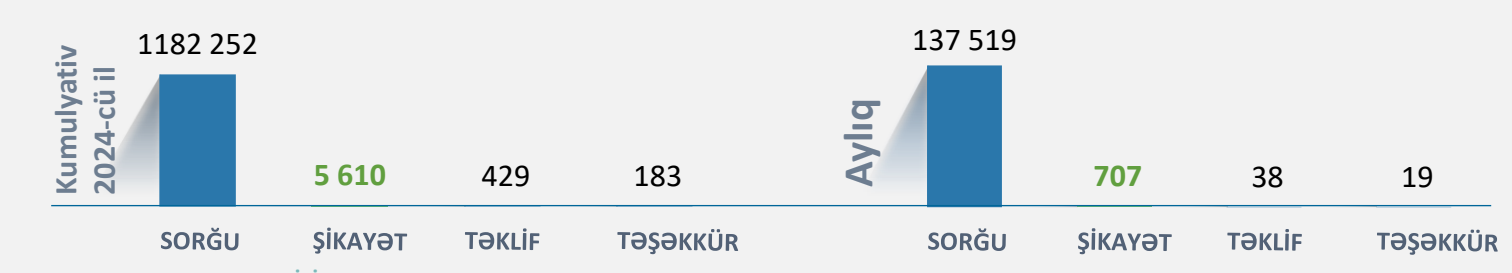 Kumulyativ
2024-cü il
1182 252
5 610
429
183
SORĞU
ŞİKAYƏT
TƏKLİF
TƏŞƏKKÜR
Aylıq
137 519
707
38
19
SORĞU
ŞİKAYƏT
TƏKLİF
TƏŞƏKKÜR